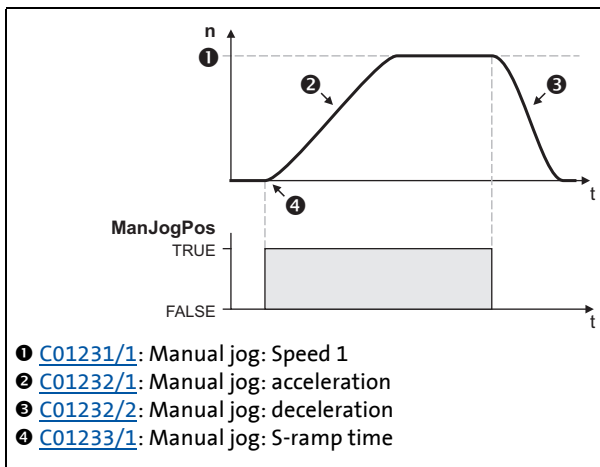 n
❶
❷
❸
t
❹
ManJogPos
TRUE
FALSE
t
❶ C01231/1: Manual jog: Speed 1
❷ C01232/1: Manual jog: acceleration
❸ C01232/2: Manual jog: deceleration
❹ C01233/1: Manual jog: S-ramp time